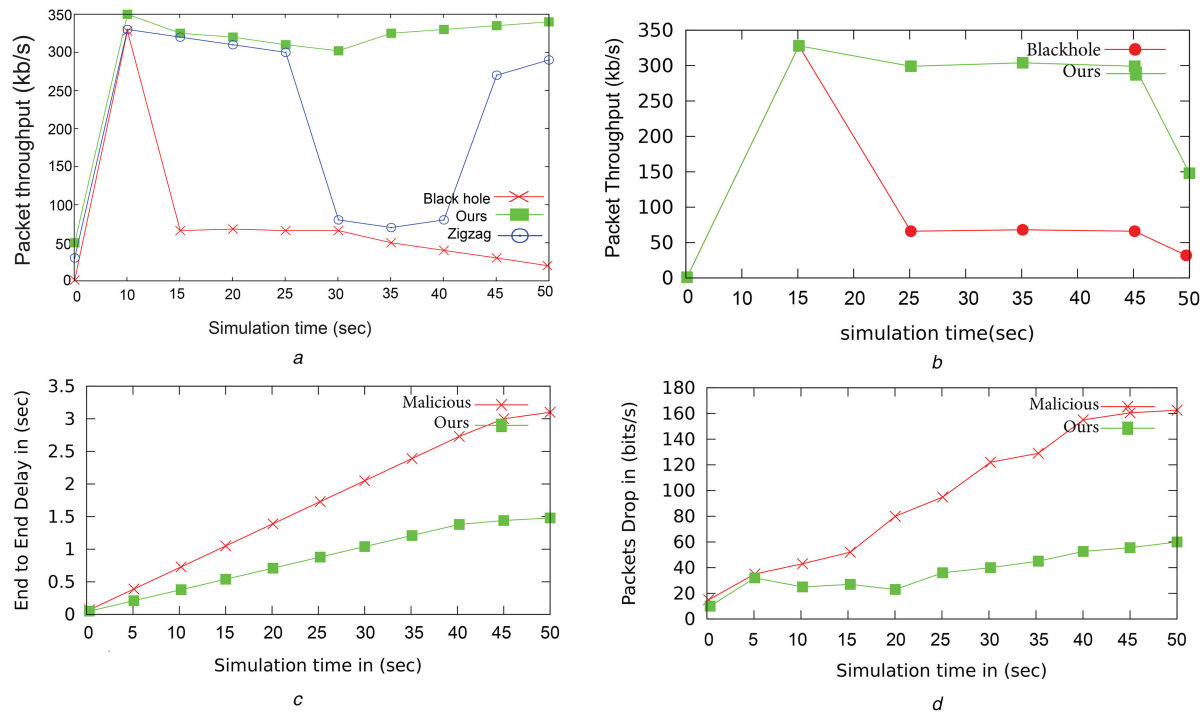 350
300
250
200
150
100
50
0
Packet throughput (kb/s)
Black hole
Ours
Zigzag
0 10 15 20 25 30 35 40 45 50
Simulation time (sec)
a
400
350
300
250
200
150
100
50
0
Packet Throughput (kb/s)
Blackhole
Ours
0 10 15 20 25 30 35 40 45 50
simulation time(sec)
b
3.5
3
2.5
2
1.5
1
0.5
0
End to End Delay in (sec)
Malicious
Ours
0 5 10 15 20 25 30 35 40 45 50
Simulation time in (sec)
c
180
160
140
120
100
80
60
40
20
0
Packets Drop in (bits/s)
Malicious
Ours
0 5 10 15 20 25 30 35 40 45 50
Simulation time in (sec)
d